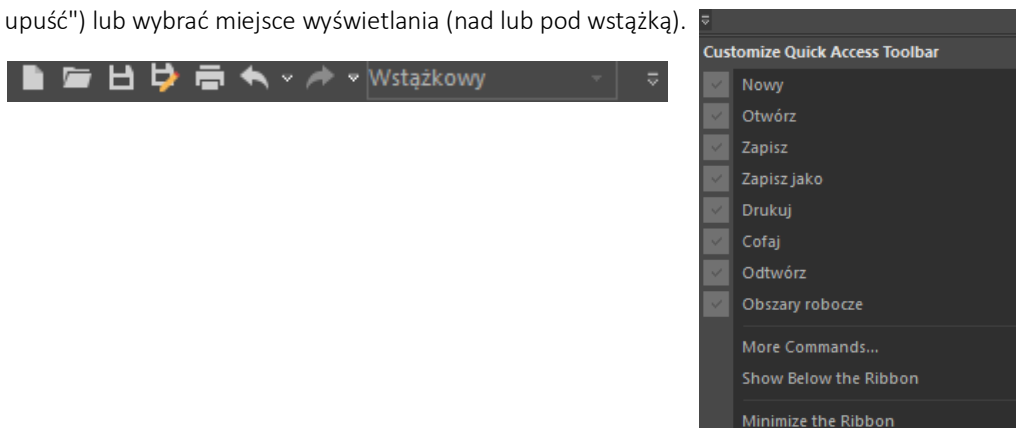 upuść") lub wybrać miejsce wyświetlania (nad lub pod wstążką).
Wstążkowy
Customize Quick Access Toolbar
Nowy
Otwórz
Zapisz
Zapisz jako
Drukuj
Cofaj
Odtwórz
Obszary robocze
More Commands...
Show Below the Ribbon
Minimize the Ribbon